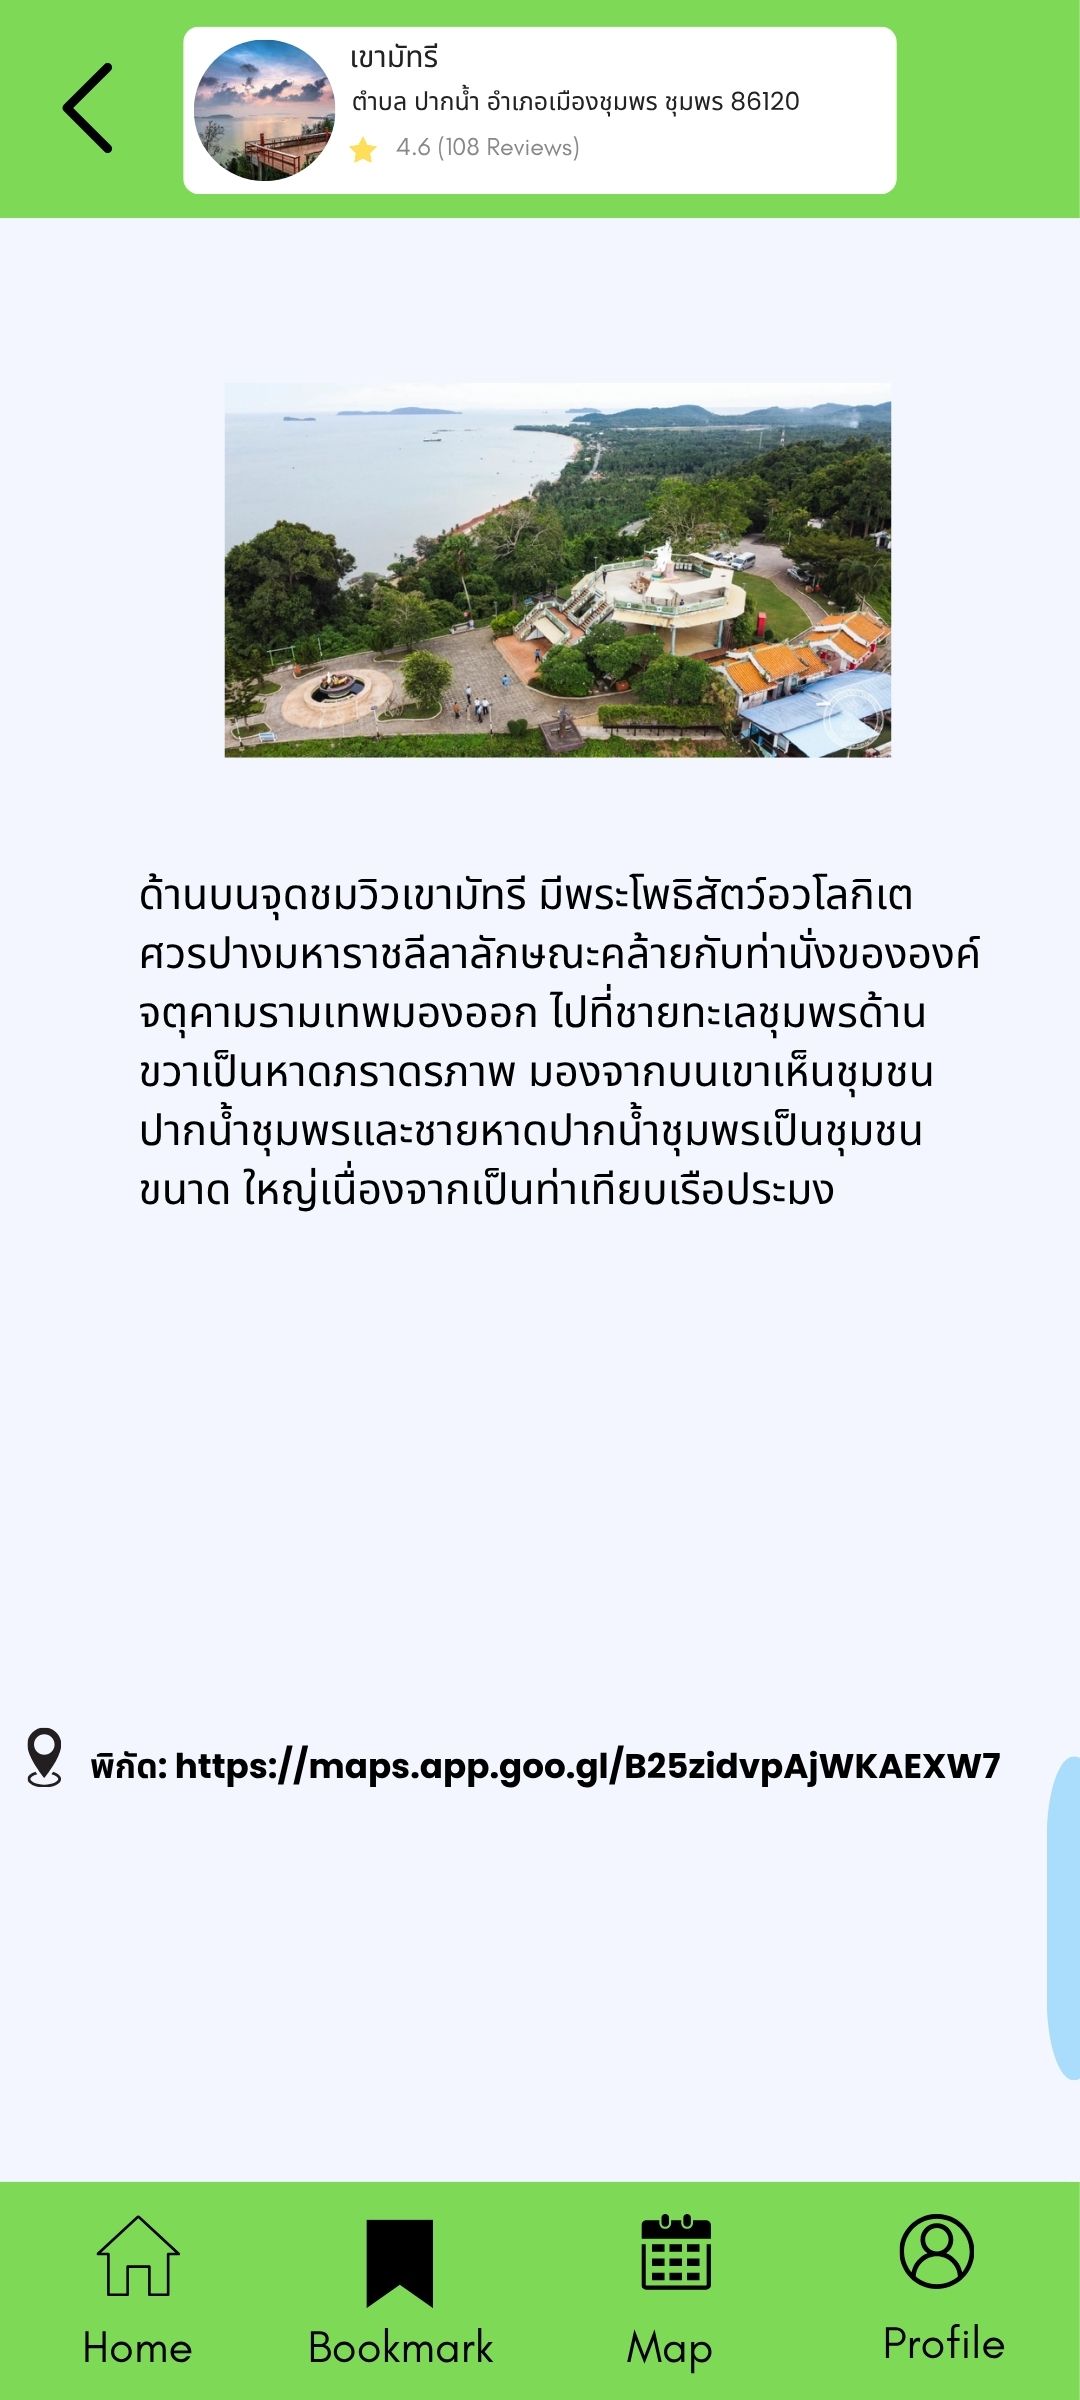 เขามัทรี
ตำบล ปากน้ำ อำเภอเมืองชุมพร ชุมพร 86120
4.6 (108 Reviews)
ด้านบนจุดชมวิวเขามัทรี มีพระโพธิสัตว์อวโลกิเต
ศวรปางมหาราชลีลาลักษณะคล้ายกับท่านั่งขององค์
จตุคามรามเทพมองออก ไปที่ชายทะเลชุมพรด้าน
ขวาเป็นหาดภราดรภาพ มองจากบนเขาเห็นชุมชน
ปากน้ำชุมพรและชายหาดปากน้ำชุมพรเป็นชุมชน
ขนาด ใหญ่เนื่องจากเป็นท่าเทียบเรือประมง
พิกัด: https://maps.app.goo.gl/B25zidvpAjWKAEXW7
Home
Bookmark
Map
Profile